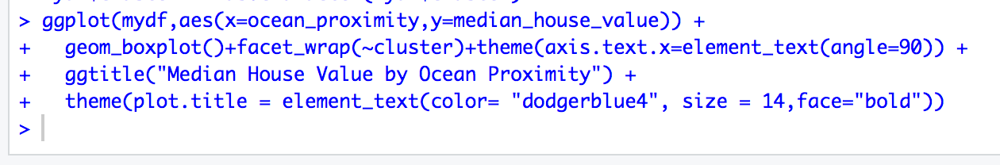 > ggplot(mydf,aes(x=ocean_proximity,y=median_house_value)) +
+   geom_boxplot()+facet_wrap(~cluster)+theme(axis.text.x=element_text(angle=90)) +
+   ggtitle("Median House Value by Ocean Proximity") +
+   theme(plot.title = element_text(color= "dodgerblue4", size = 14,face="bold"))
>